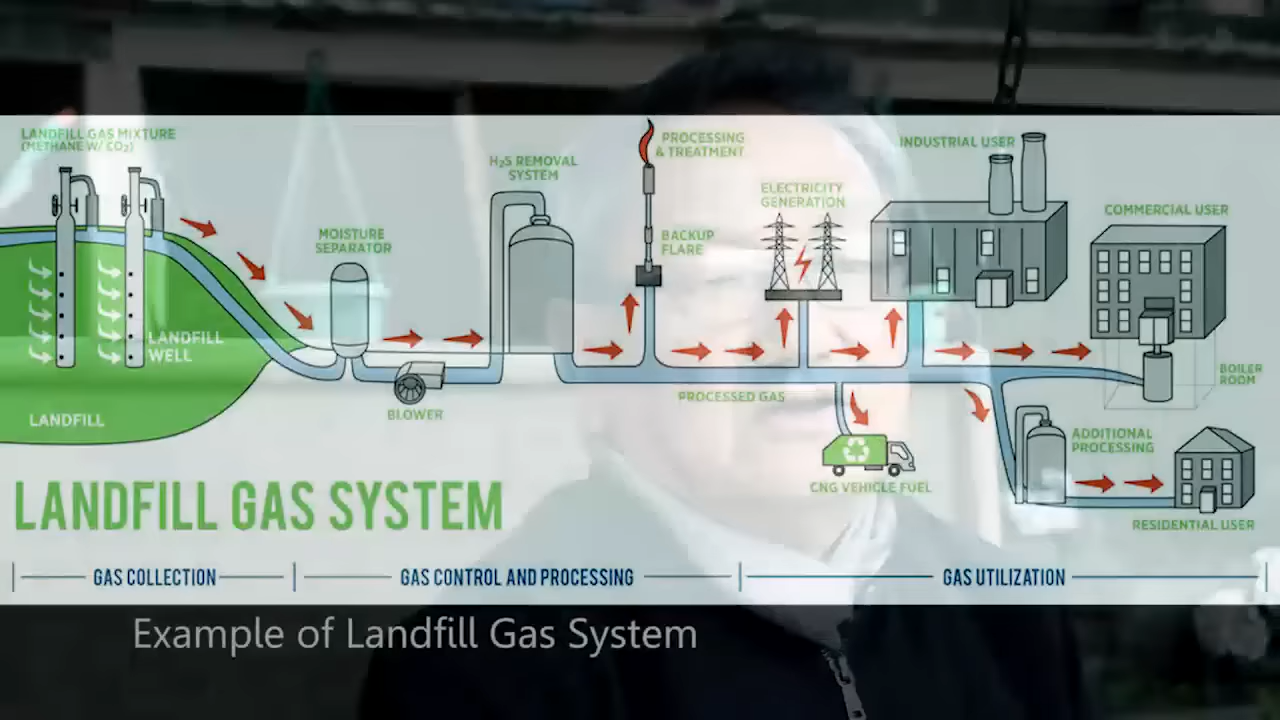 LANDFILL GAS MIXTURE
(METHANE W/ CO₂)
LANDFILL
WELL
LANDFILL
MOISTURE
SEPARATOR
BLOWER
H₂S REMOVAL
SYSTEM
PROCESSING
& TREATMENT
BACKUP
FLARE
PROCESSED GAS
ELECTRICITY
GENERATION
CNG VEHICLE FUEL
INDUSTRIAL USER
COMMERCIAL USER
BOILER
ROOM
ADDITIONAL
PROCESSING
RESIDENTIAL USER
LANDFILL GAS SYSTEM
GAS COLLECTION
GAS CONTROL AND PROCESSING
GAS UTILIZATION
Example of Landfill Gas System